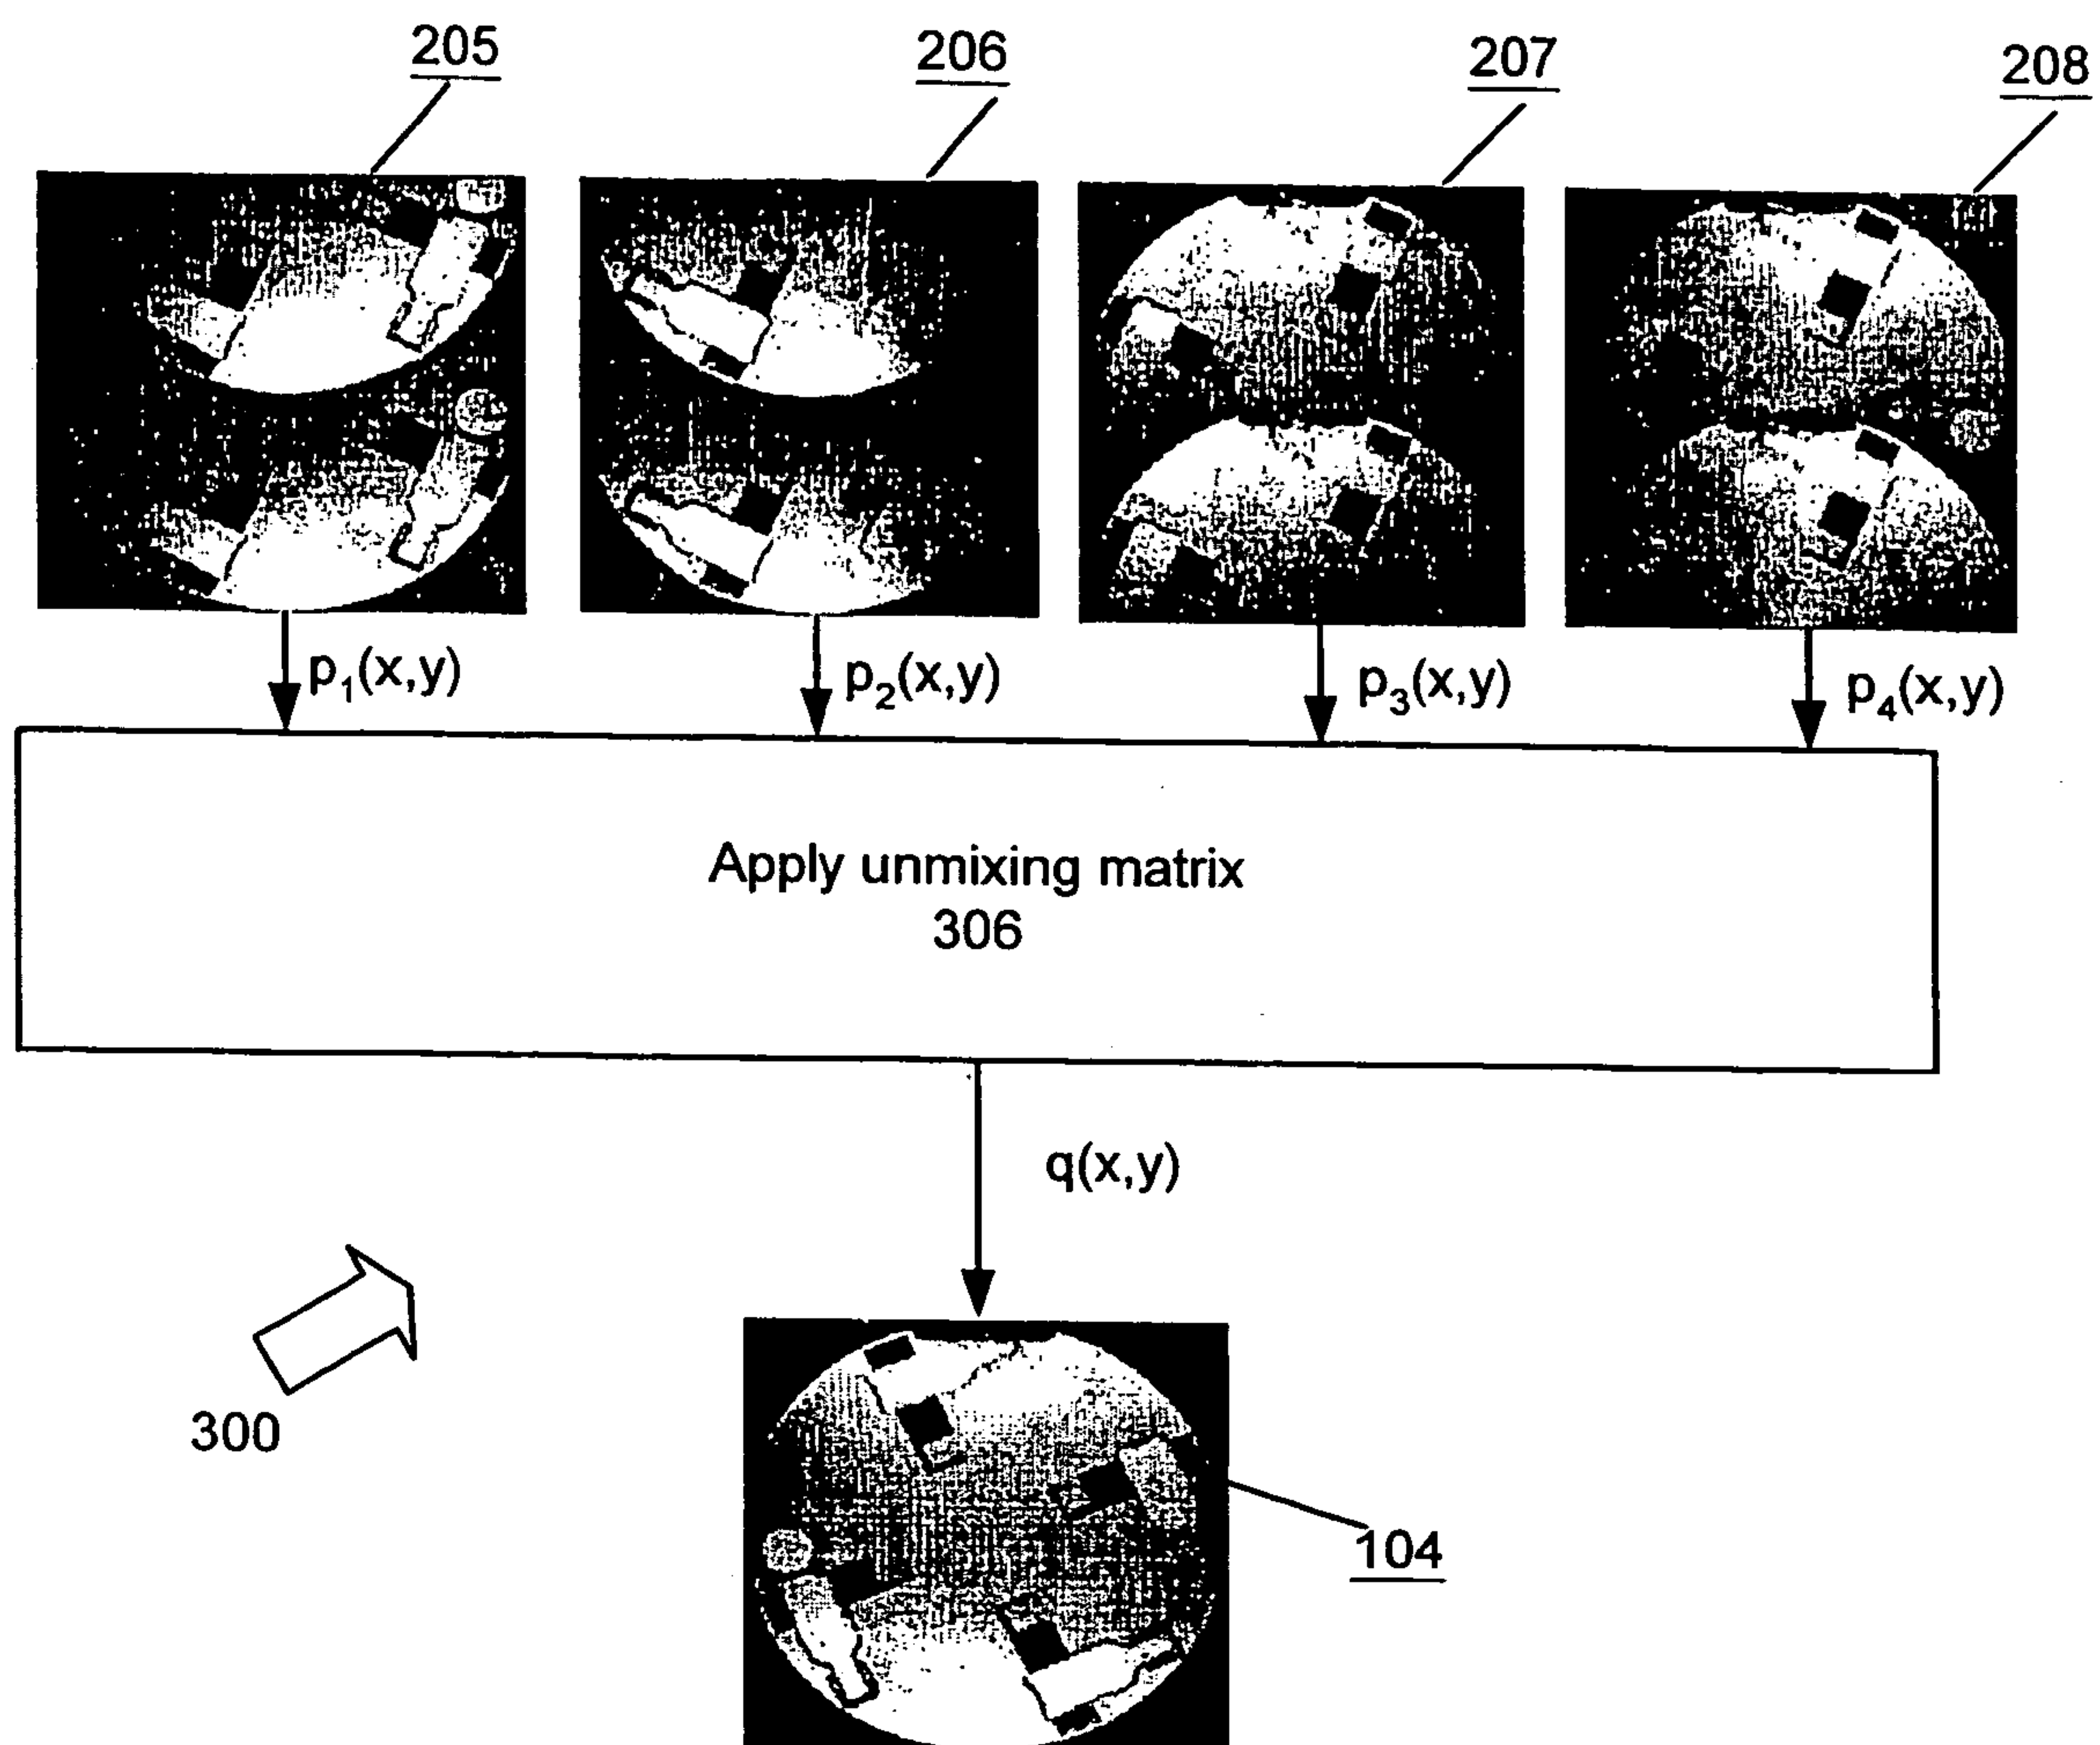 205
206
207
208
p₁(x,y)
p₂(x,y)
p₃(x,y)
p₄(x,y)
Apply unmixing matrix
306
q(x,y)
300
104